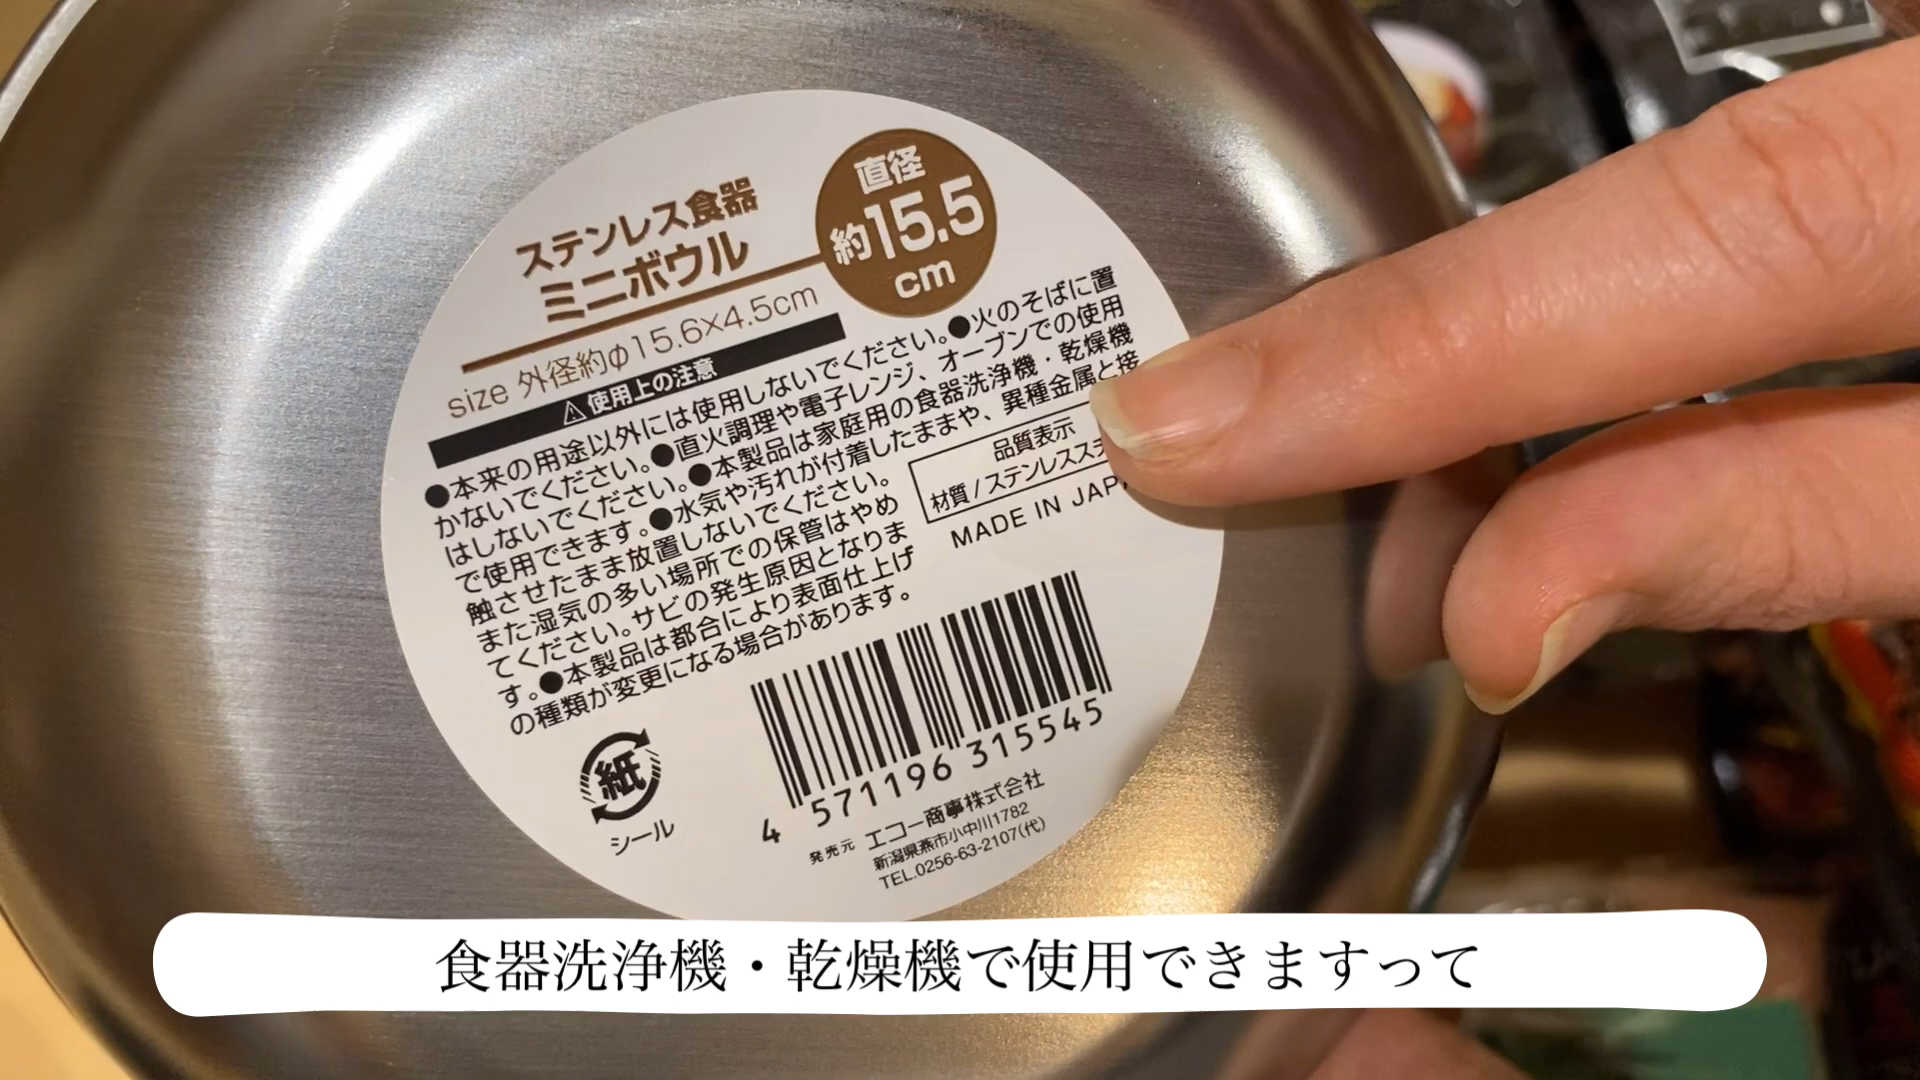 ステンレス食器
ミニボウル
直径
約15.5
cm
size 外径約φ15.6×4.5cm
⚠使用上の注意
●本来の用途以外には使用しないでください。●火のそばに置
かないでください。●直火調理や電子レンジ、オーブンでの使用
はしないでください。●本製品は家庭用の食器洗浄機・乾燥機
で使用できます。●水気や汚れが付着したままや、異種金属と接
触させたまま放置しないでください。
また湿気の多い場所での保管はやめ
てください。サビの発生原因となりま
す。●本製品は都合により表面仕上げ
の種類が変更になる場合があります。
品質表示
材質/ステンレスス
MADE IN JAP
紙
シール
4 571196 315545
発売元 エコー商事株式会社
新潟県燕市小中川1782
TEL.0256-63-2107(代)
食器洗浄機・乾燥機で使用できますって